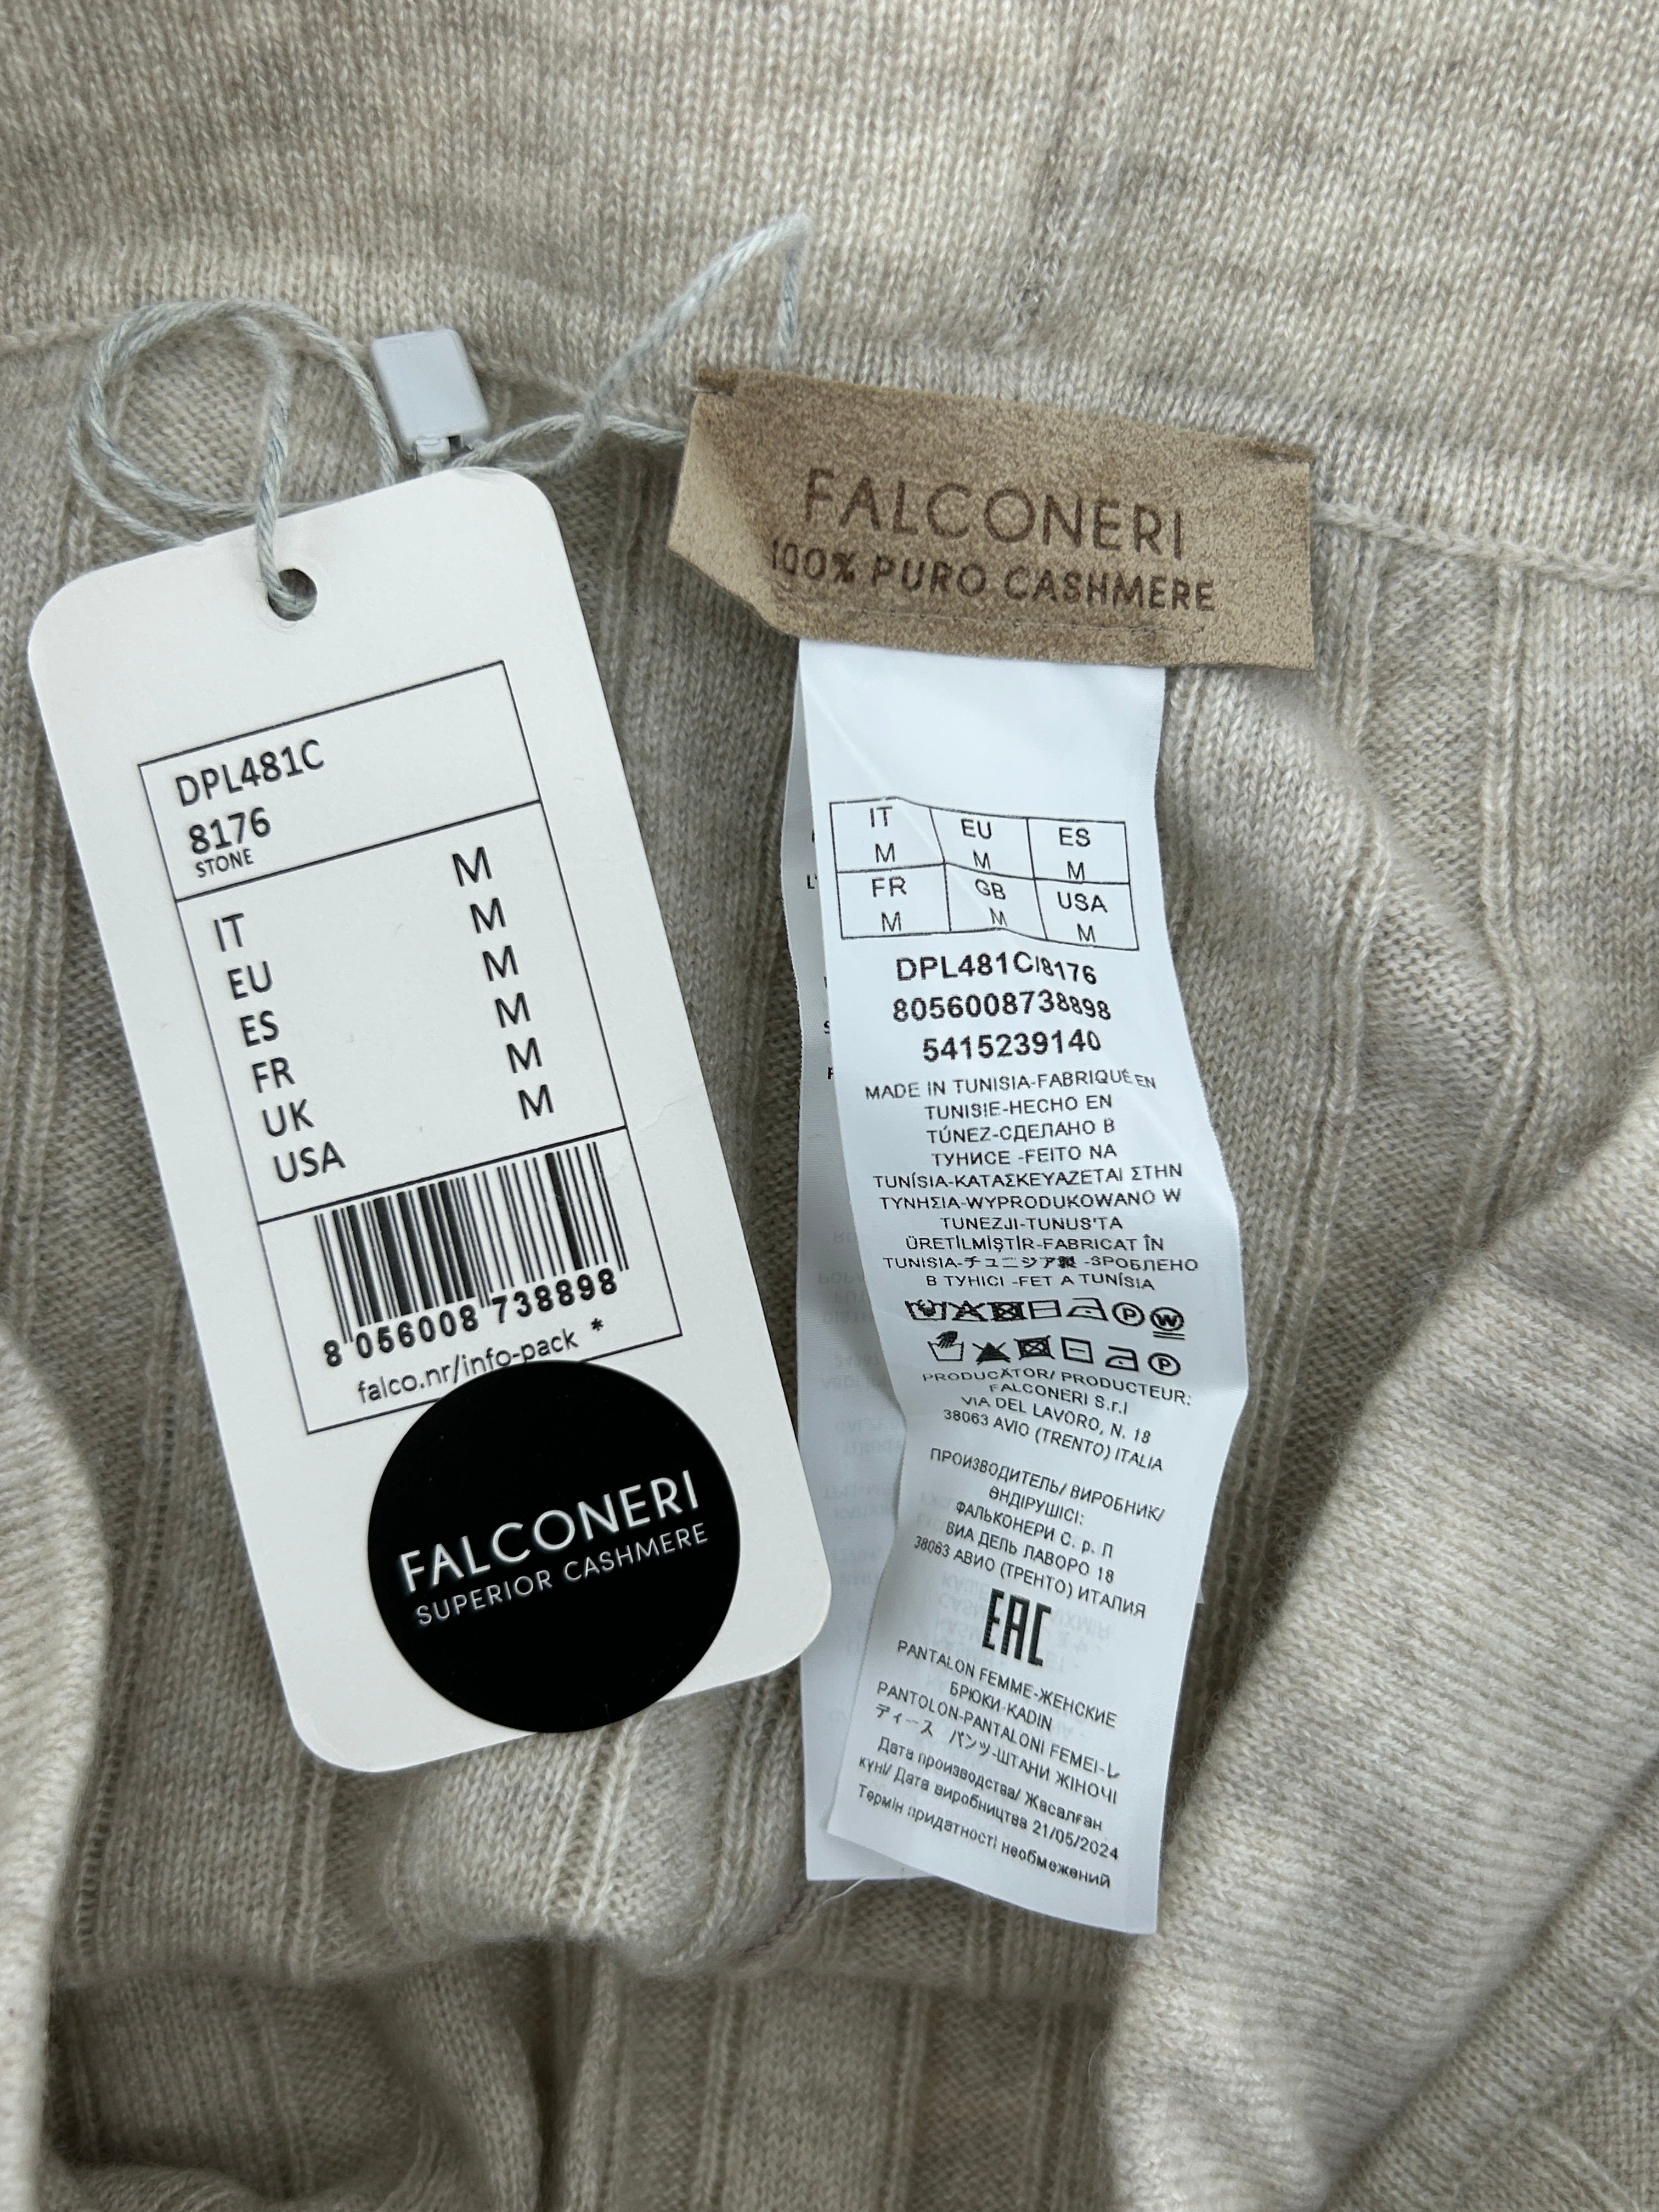 DPL481C
8176
STONE
M
IT M
EU M
ES M
FR M
UK M
USA
8 056008 738898
falco.nr/info-pack *
FALCONERI
SUPERIOR CASHMERE
FALCONERI
100% PURO CASHMERE
IT EU ES
M M M
FR GB USA
M M M
DPL481C/8176
8056008738898
5415239140
MADE IN TUNISIA-FABRIQUÉ EN
TUNISIE-HECHO EN
TÚNEZ-СДЕЛАНО В
ТУНИСЕ -FEITO NA
TUNÍSIA-ΚΑΤΑΣΚΕΥΑΖΕΤΑΙ ΣΤΗΝ
ΤΥΝΗΣΙΑ-WYPRODUKOWANO W
TUNEZJI-TUNUS'TA
ÜRETİLMİŞTİR-FABRICAT ÎN
TUNISIA-チュニジア製 -ЗРОБЛЕНО
В ТУНІСІ -FET A TUNÍSIA
PRODUCĂTOR/ PRODUCTEUR:
FALCONERI S.r.l
VIA DEL LAVORO, N. 18
38063 AVIO (TRENTO) ITALIA
ПРОИЗВОДИТЕЛЬ/ ВИРОБНИК/
ӨНДІРУШІСІ:
ФАЛЬКОНЕРИ С. р. Л
ВИА ДЕЛЬ ЛАВОРО 18
38063 АВИО (ТРЕНТО) ИТАЛИЯ
EAC
PANTALON FEMME-ЖЕНСКИЕ
БРЮКИ-KADIN
PANTOLON-PANTALONI FEMEI-レ
ディース パンツ-ШТАНИ ЖІНОЧІ
Дата производства/ Жасалған
күні/ Дата виробництва 21/05/2024
Термін придатності необмежений